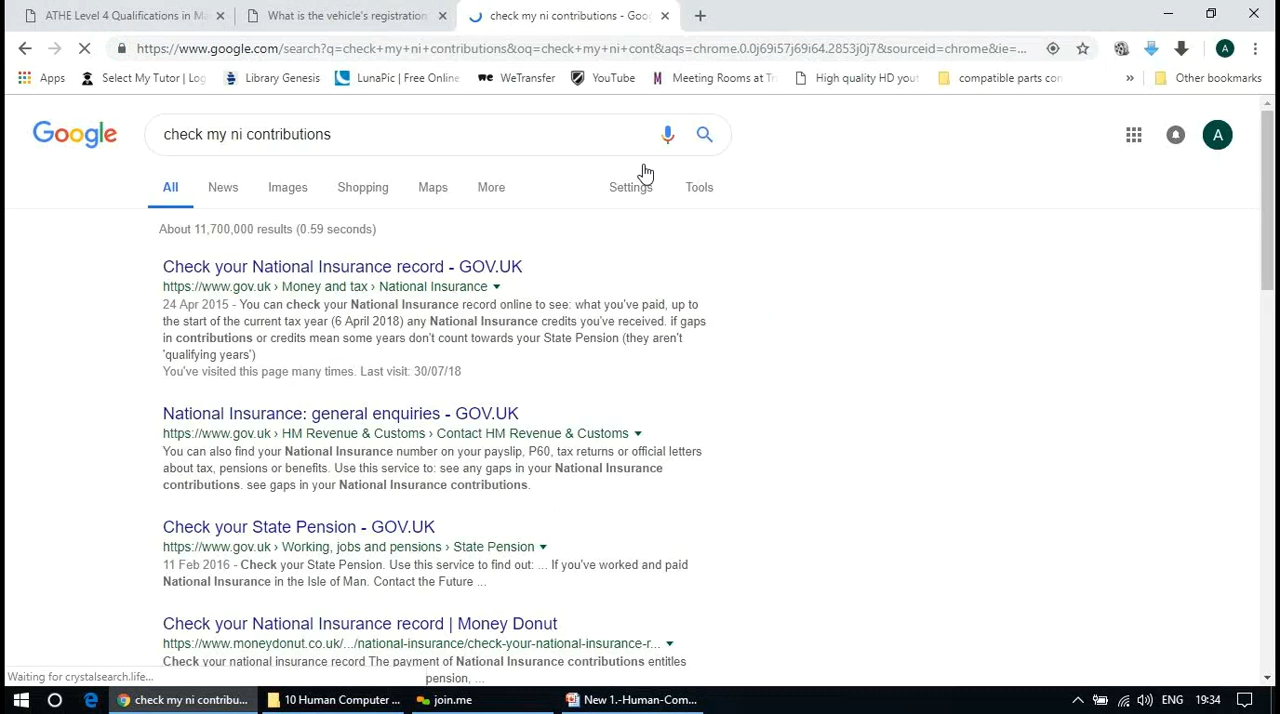 ATHE Level 4 Qualifications in Ma
What is the vehicle's registration
check my ni contributions - Goo
https://www.google.com/search?q=check+my+ni+contributions&oq=check+my+ni+cont&aqs=chrome.0.0j69i57j69i64.2853j0j7&sourceid=chrome&ie=...
A
Apps
Select My Tutor | Log
Library Genesis
LunaPic | Free Online
WeTransfer
YouTube
Meeting Rooms at Tr
High quality HD yout
compatible parts con
»
Other bookmarks
Google
check my ni contributions
A
All
News
Images
Shopping
Maps
More
Settings
Tools
About 11,700,000 results (0.59 seconds)
Check your National Insurance record - GOV.UK
https://www.gov.uk › Money and tax › National Insurance
24 Apr 2015 - You can check your National Insurance record online to see: what you've paid, up to
the start of the current tax year (6 April 2018) any National Insurance credits you've received. if gaps
in contributions or credits mean some years don't count towards your State Pension (they aren't
'qualifying years')
You've visited this page many times. Last visit: 30/07/18
National Insurance: general enquiries - GOV.UK
https://www.gov.uk › HM Revenue & Customs › Contact HM Revenue & Customs
You can also find your National Insurance number on your payslip, P60, tax returns or official letters
about tax, pensions or benefits. Use this service to: see any gaps in your National Insurance
contributions. see gaps in your National Insurance contributions.
Check your State Pension - GOV.UK
https://www.gov.uk › Working, jobs and pensions › State Pension
11 Feb 2016 - Check your State Pension. Use this service to find out: ... If you've worked and paid
National Insurance in the Isle of Man. Contact the Future ...
Check your National Insurance record | Money Donut
https://www.moneydonut.co.uk/.../national-insurance/check-your-national-insurance-r...
Check your national insurance record The payment of National Insurance contributions entitles
pension, ...
Waiting for crystalsearch.life...
check my ni contribu...
10 Human Computer ...
join.me
New 1.-Human-Com...
ENG
19:34